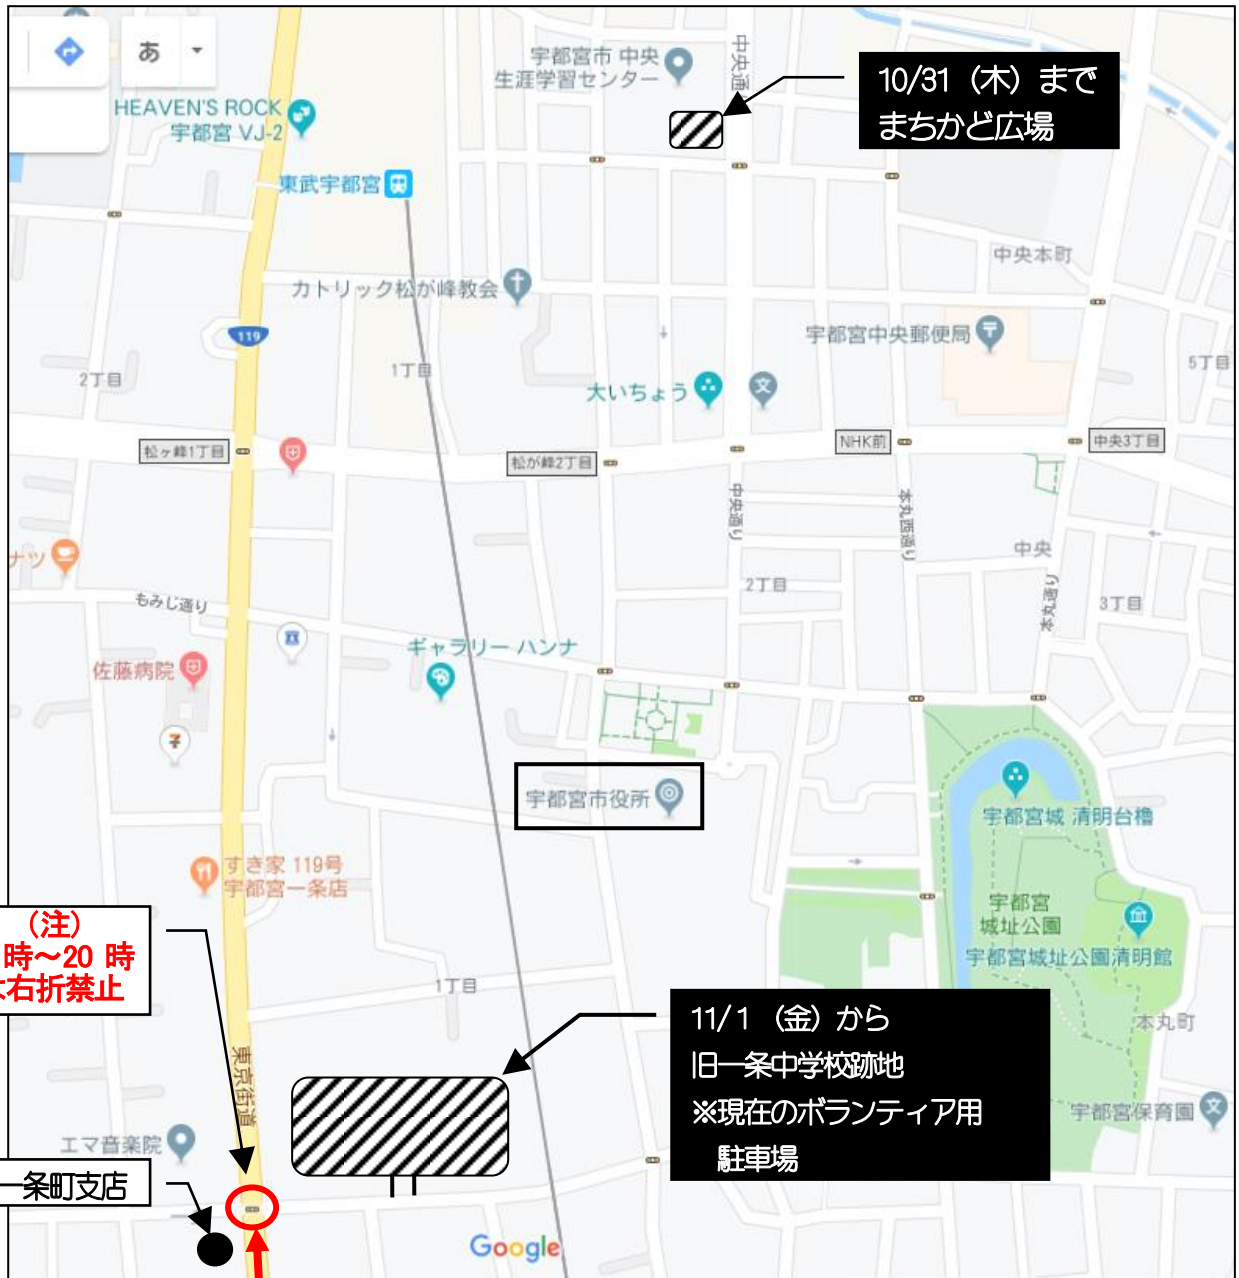 あ
宇都宮市 中央
生涯学習センター
中央通り
10/31（木）まで
まちかど広場
HEAVEN'S ROCK
宇都宮 VJ-2
東武宇都宮
中央本町
カトリック松が峰教会
119
宇都宮中央郵便局
5丁目
1丁目
2丁目
大いちょう
文
松ヶ峰1丁目
松が峰2丁目
NHK前
中央3丁目
中央通り
本丸西通り
中央
ナツ
2丁目
もみじ通り
本丸通り
3丁目
ギャラリー ハンナ
佐藤病院
宇都宮市役所
宇都宮城 清明台櫓
すき家 119号
宇都宮一条店
宇都宮
城址公園
（注）
時～20 時
は右折禁止
宇都宮城址公園清明館
1丁目
11/1（金）から
旧一条中学校跡地
※現在のボランティア用
駐車場
本丸町
東京街道
宇都宮保育園
文
エマ音楽院
一条町支店
Google